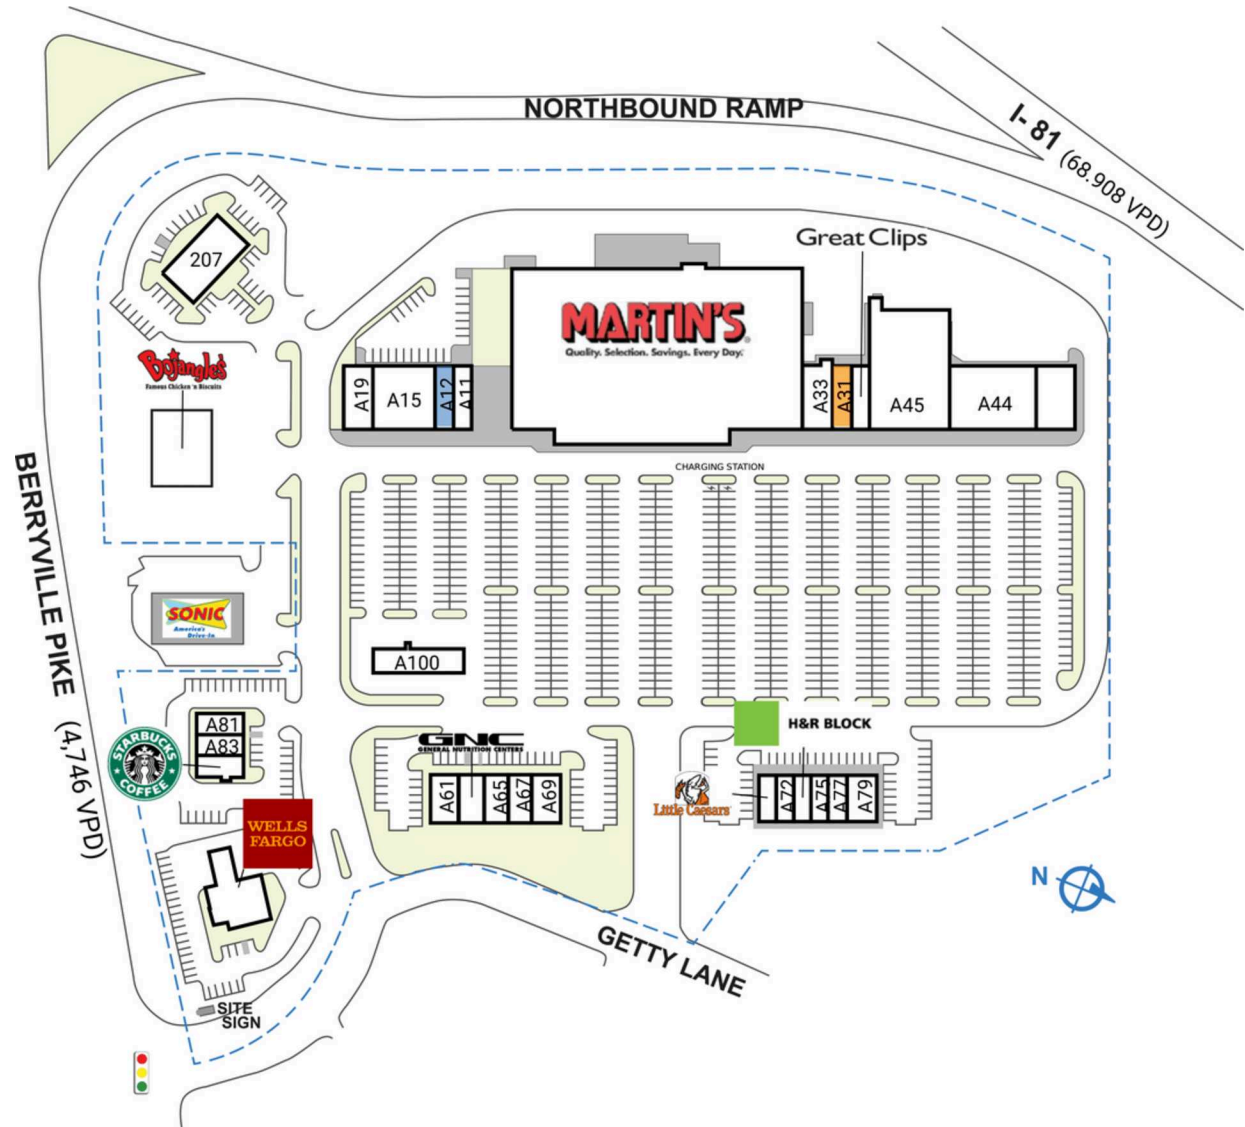 NORTHBOUND RAMP
I- 81 (68.908 VPD)
Great Clips
207
MARTIN'S
Quality. Selection. Savings. Every Day.
Bojangles
Famous Chicken 'n Biscuits
A19
A15
A12
A11
A33
A31
A45
A44
CHARGING STATION
BERRYVILLE PIKE (4,746 VPD)
SONIC
America's
Drive-In
A100
A81
A83
STARBUCKS
COFFEE
GNC
GENERAL NUTRITION CENTERS
H&R BLOCK
A61
A65
A67
A69
Little Caesars
A72
A75
A77
A79
WELLS
FARGO
N
GETTY LANE
SITE
SIGN